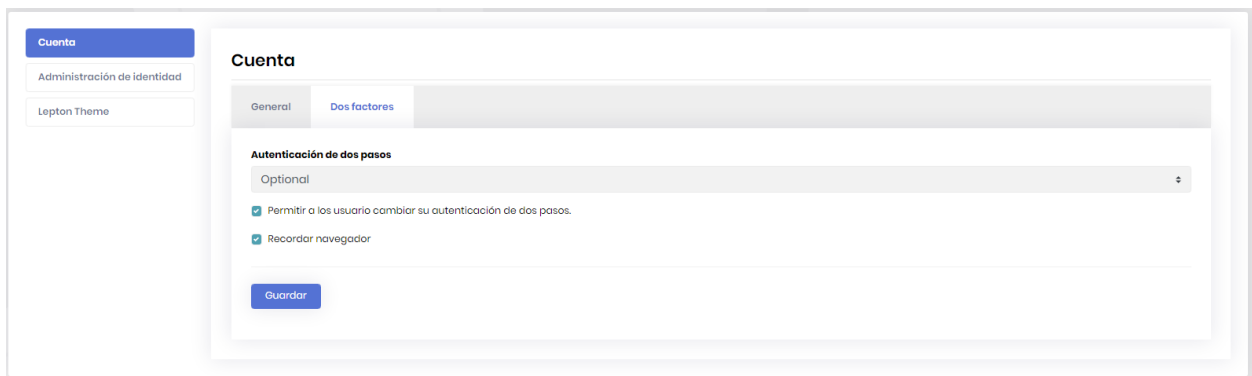 Cuenta
Administración de identidad
Lepton Theme
Cuenta
General
Dos factores
Autenticación de dos pasos
Optional
Permitir a los usuario cambiar su autenticación de dos pasos.
Recordar navegador
Guardar